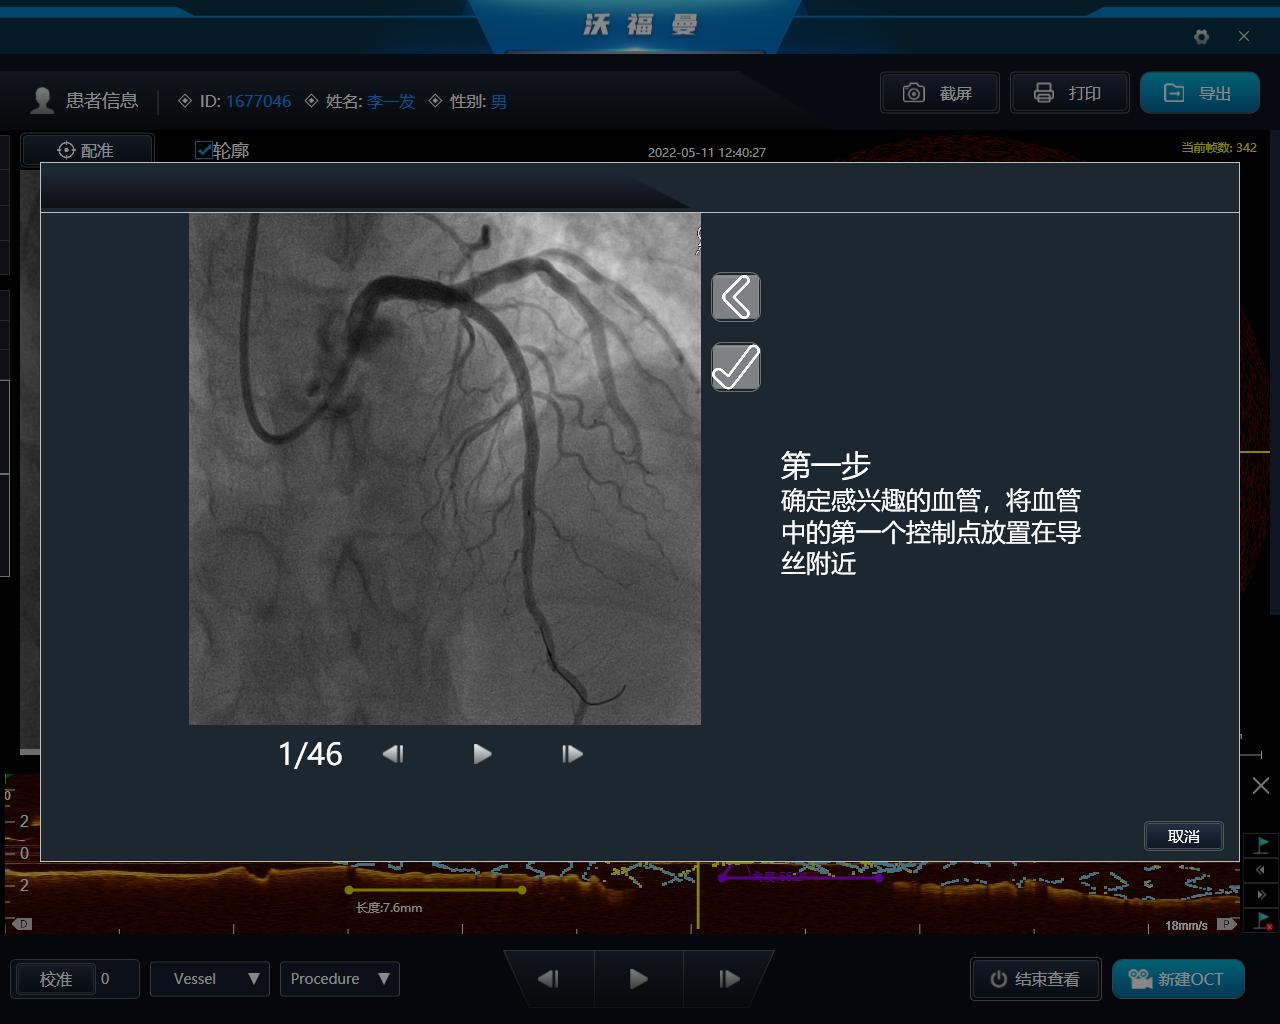 沃福曼
患者信息
ID: 1677046
姓名: 李一发
性别: 男
截屏
打印
导出
配准
轮廓
2022-05-11 12:40:27
当前帧数: 342
第一步
确定感兴趣的血管，将血管
中的第一个控制点放置在导
丝附近
1/46
取消
0
2
0
2
长度:7.6mm
D
18mm/s
P
校准
0
Vessel
Procedure
结束查看
新建OCT